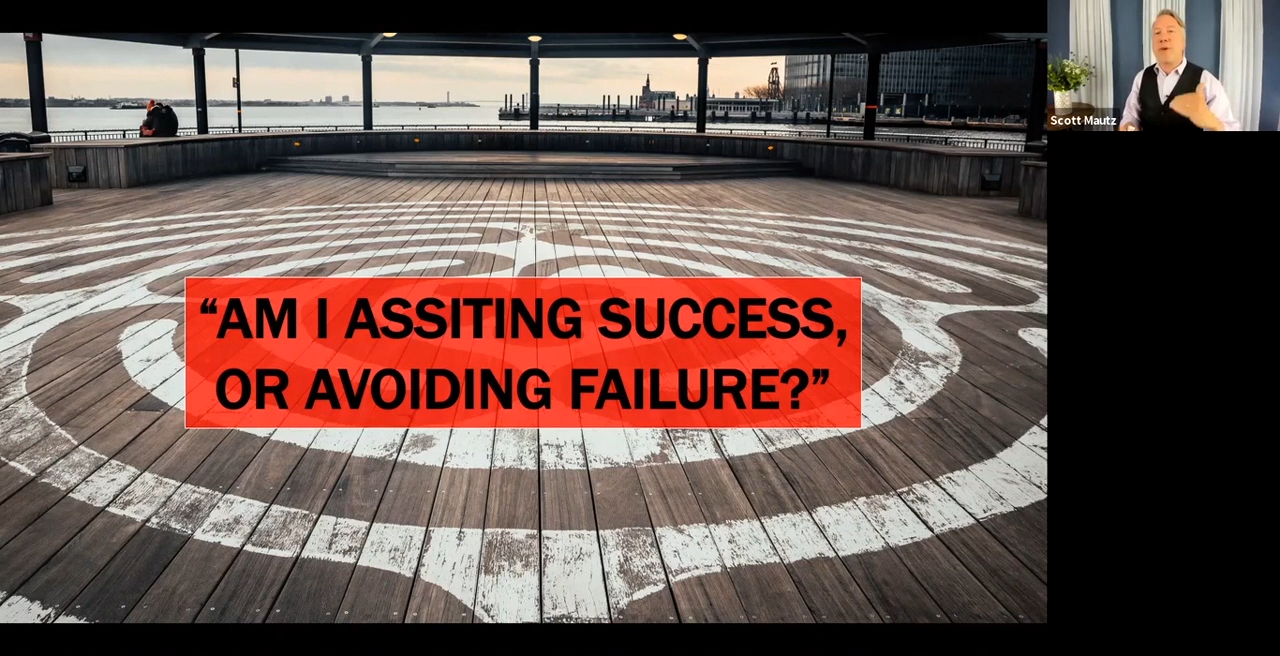 “AM I ASSITING SUCCESS,
OR AVOIDING FAILURE?”
Scott Mautz